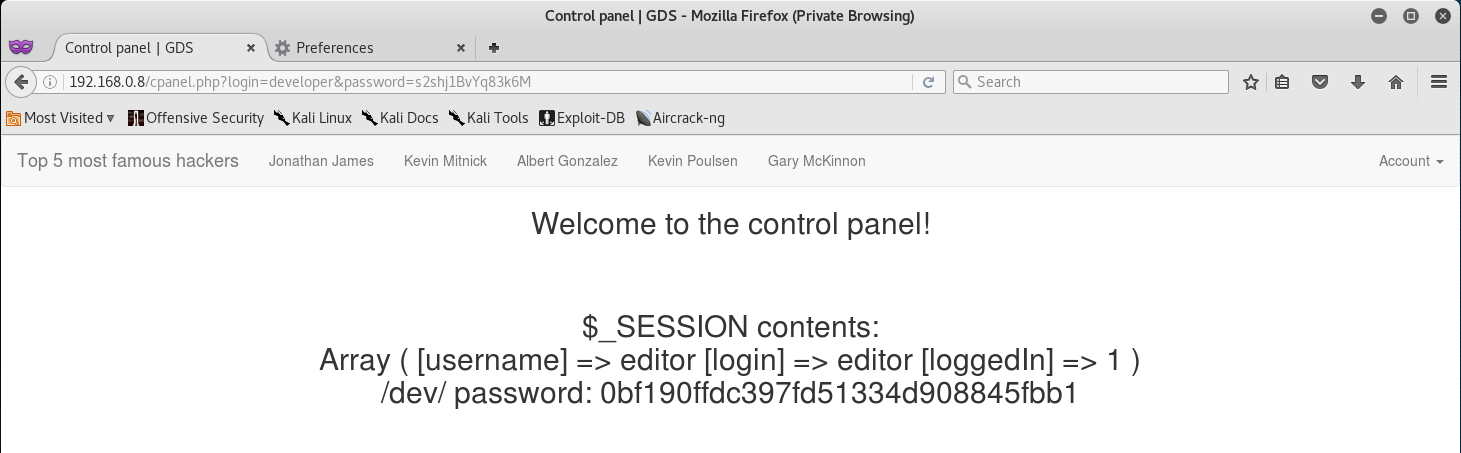 Control panel | GDS - Mozilla Firefox (Private Browsing)
Control panel | GDS
Preferences
192.168.0.8/cpanel.php?login=developer&password=s2shj1BvYq83k6M
Search
Most Visited Offensive Security Kali Linux Kali Docs Kali Tools Exploit-DB Aircrack-ng
Top 5 most famous hackers Jonathan James Kevin Mitnick Albert Gonzalez Kevin Poulsen Gary McKinnon Account
Welcome to the control panel!
$_SESSION contents:
Array ( [username] => editor [login] => editor [loggedIn] => 1 )
/dev/ password: 0bf190ffdc397fd51334d908845fbb1